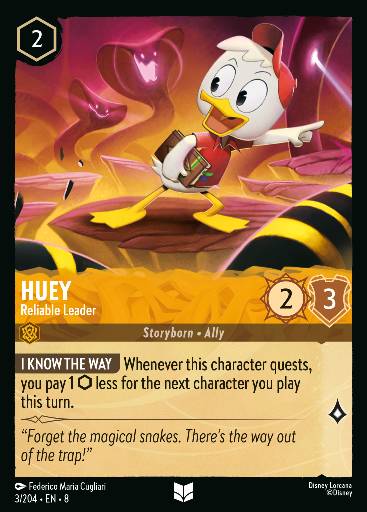 2
HUEY
Reliable Leader
2
3
Storyborn • Ally
I KNOW THE WAY Whenever this character quests,
you pay 1 ⬡ less for the next character you play
this turn.
“Forget the magical snakes. There's the way out
of the trap!”
Federico Maria Cugliari
3/204 • EN • 8
Disney Lorcana
©Disney